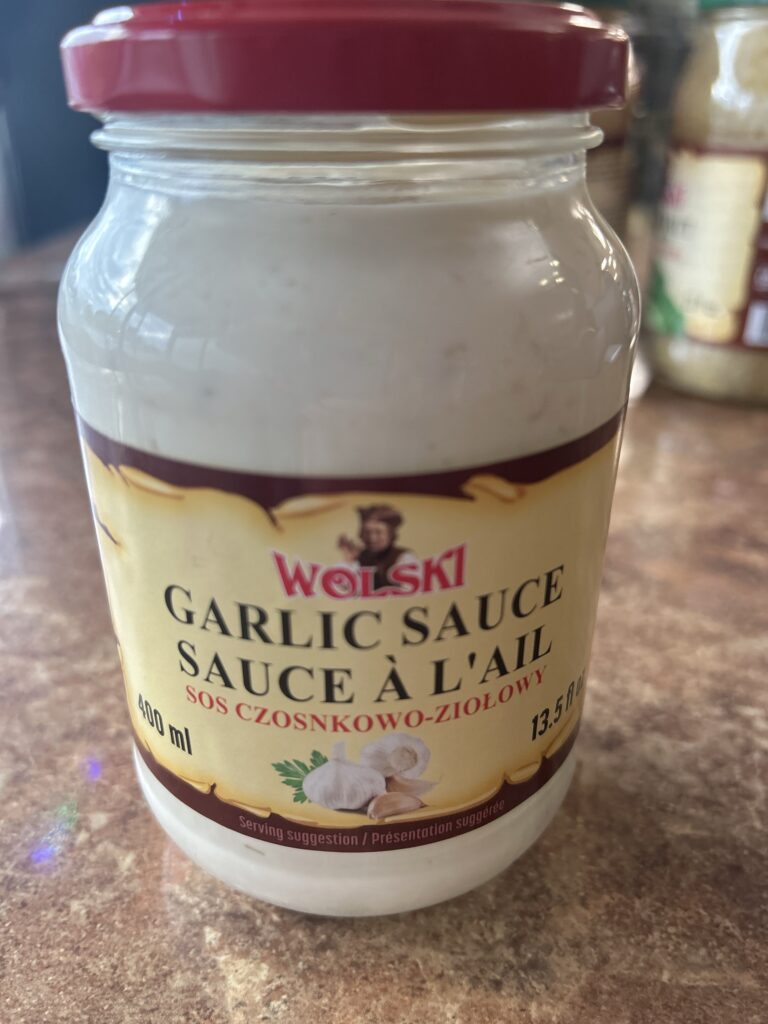 WOLSKI
GARLIC SAUCE
SAUCE À L'AIL
SOS CZOSNKOWO-ZIOŁOWY
400 ml
13.5 fl oz
Serving suggestion / Présentation suggérée